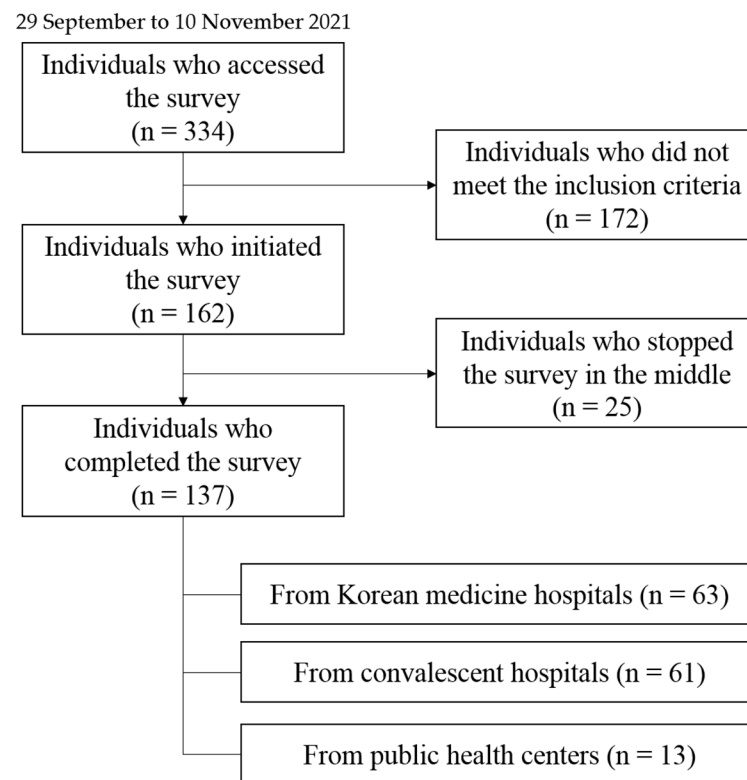 29 September to 10 November 2021
Individuals who accessed
the survey
(n = 334)
Individuals who did not
meet the inclusion criteria
(n = 172)
Individuals who initiated
the survey
(n = 162)
Individuals who stopped
the survey in the middle
(n = 25)
Individuals who
completed the survey
(n = 137)
From Korean medicine hospitals (n = 63)
From convalescent hospitals (n = 61)
From public health centers (n = 13)